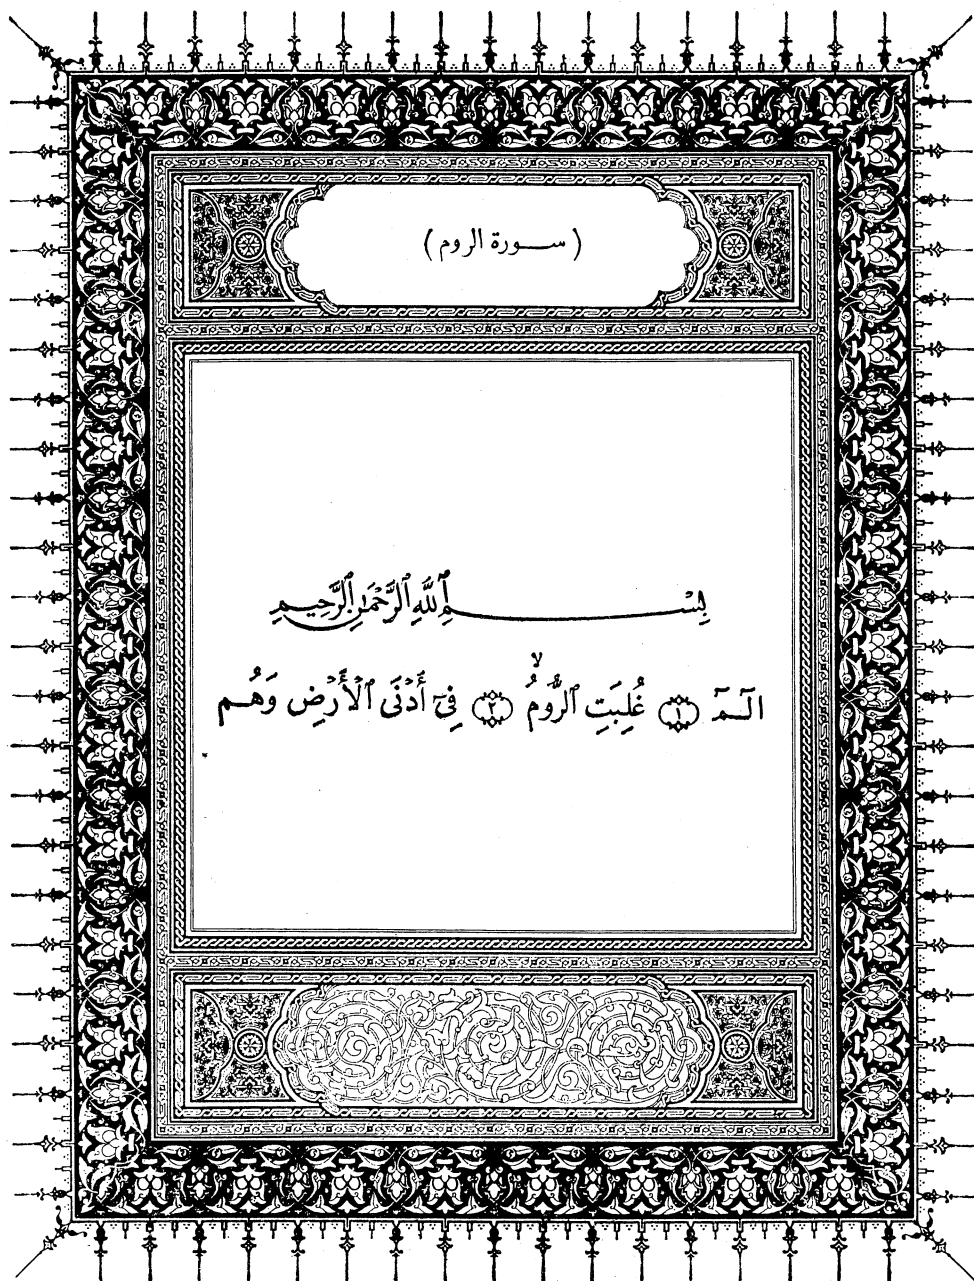 ( سورة الروم )
بِسْمِ ٱللَّهِ ٱلرَّحْمَٰنِ ٱلرَّحِيمِ
الٓمٓ ۝١ غُلِبَتِ ٱلرُّومُ ۙ ۝٢ فِىٓ أَدْنَى ٱلْأَرْضِ وَهُم